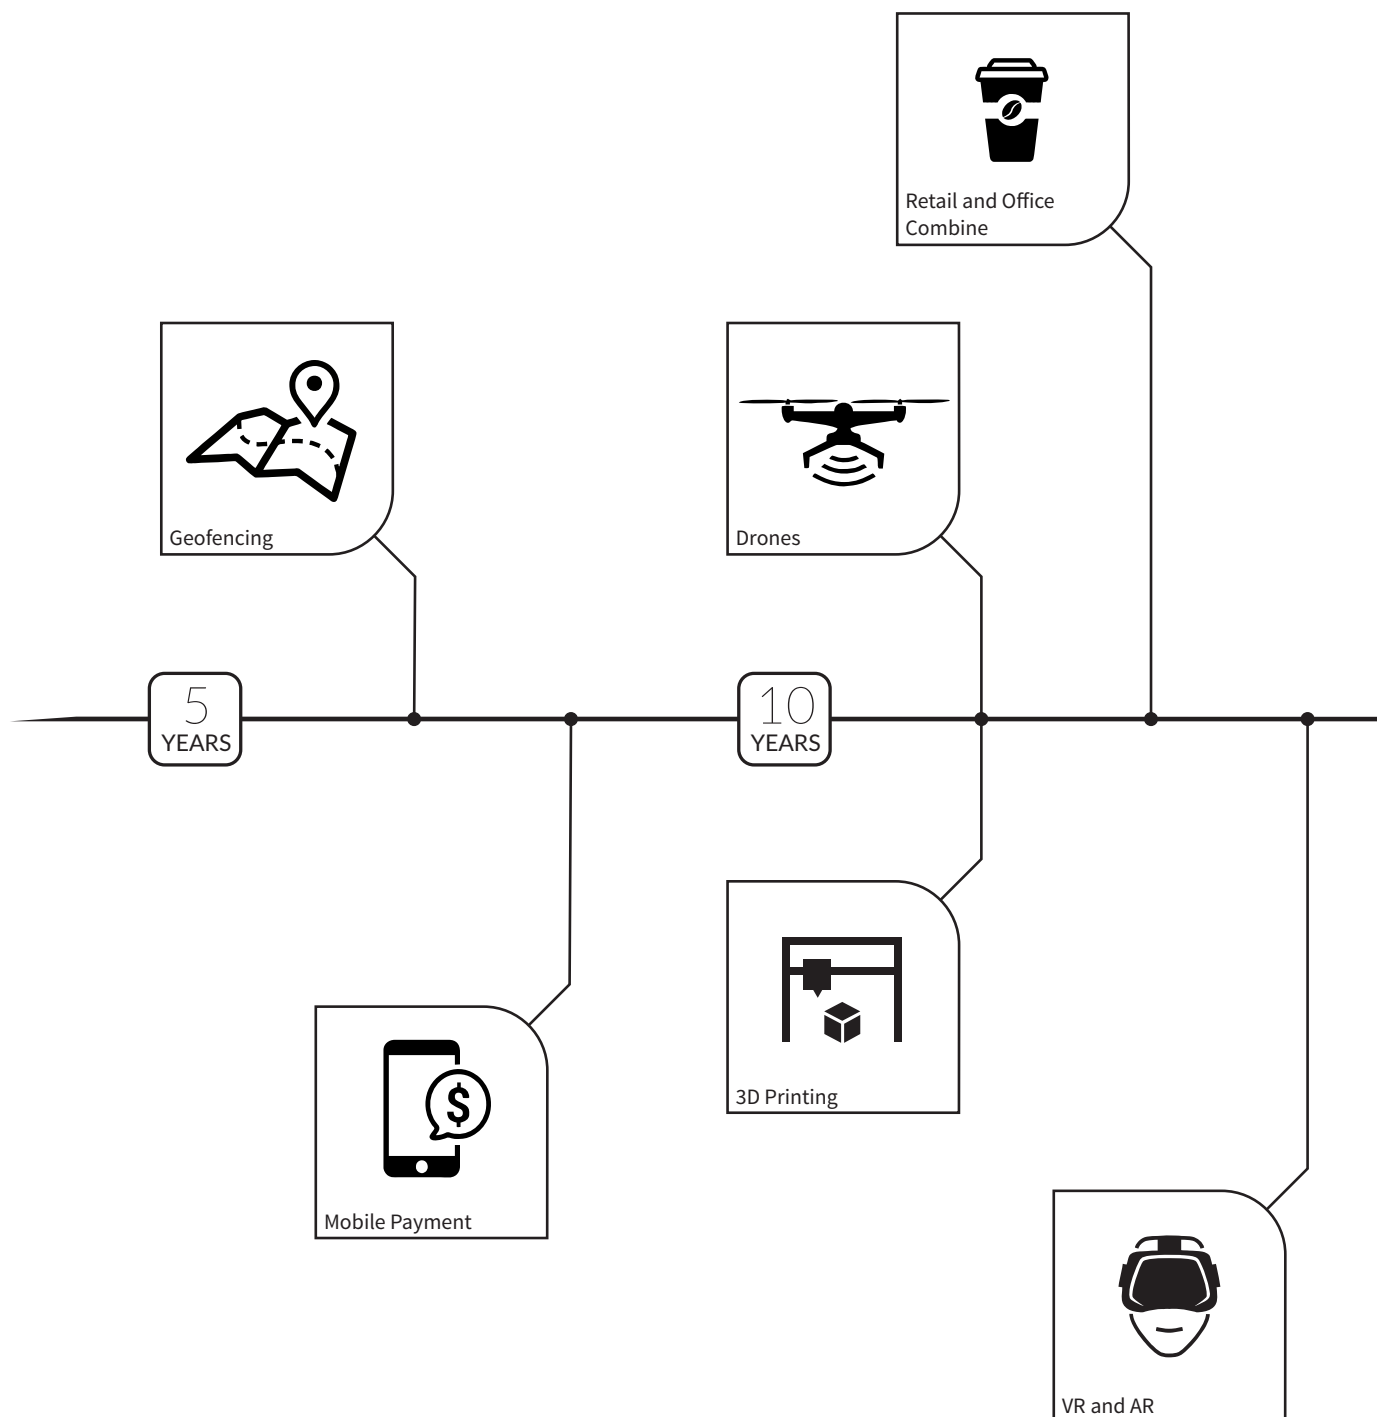 Retail and Office
Combine
Geofencing
Drones
5
YEARS
10
YEARS
3D Printing
Mobile Payment
VR and AR